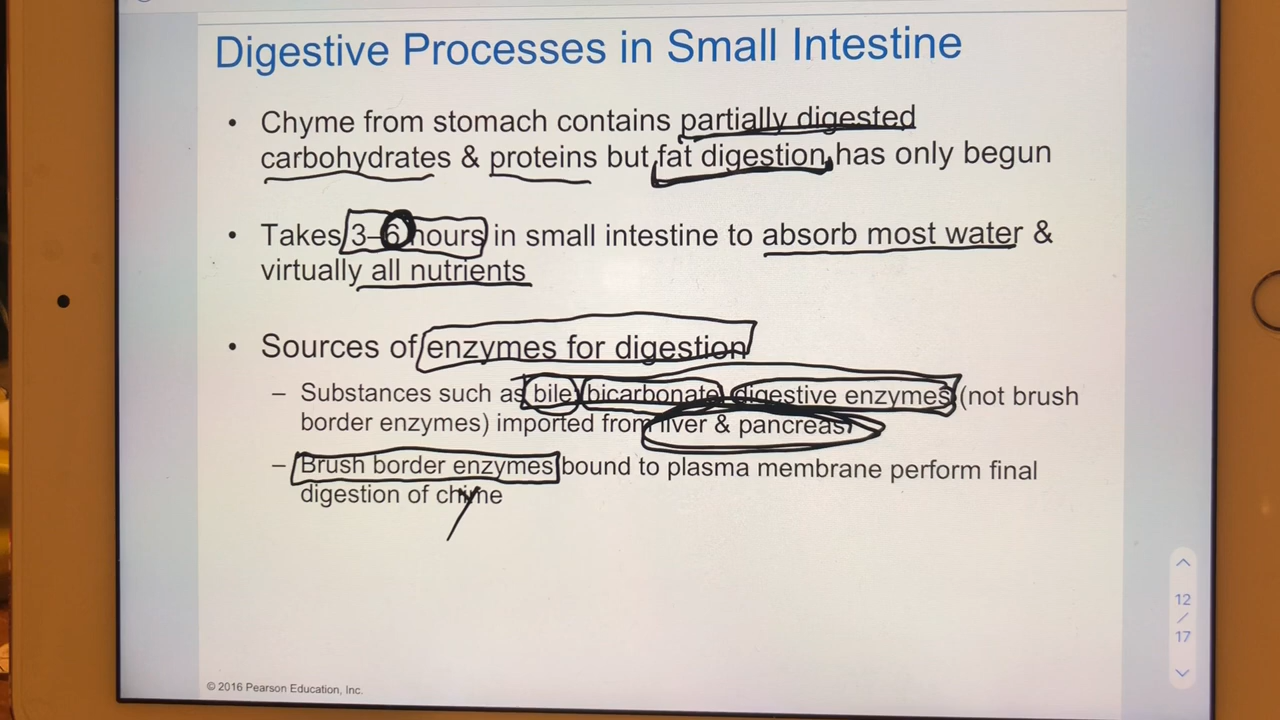 Digestive Processes in Small Intestine
• Chyme from stomach contains partially digested
carbohydrates & proteins but fat digestion has only begun
• Takes 3–6 hours in small intestine to absorb most water &
virtually all nutrients
• Sources of enzymes for digestion
– Substances such as bile, bicarbonate, digestive enzymes (not brush
border enzymes) imported from liver & pancreas
– Brush border enzymes bound to plasma membrane perform final
digestion of chyme
12
/
17
© 2016 Pearson Education, Inc.